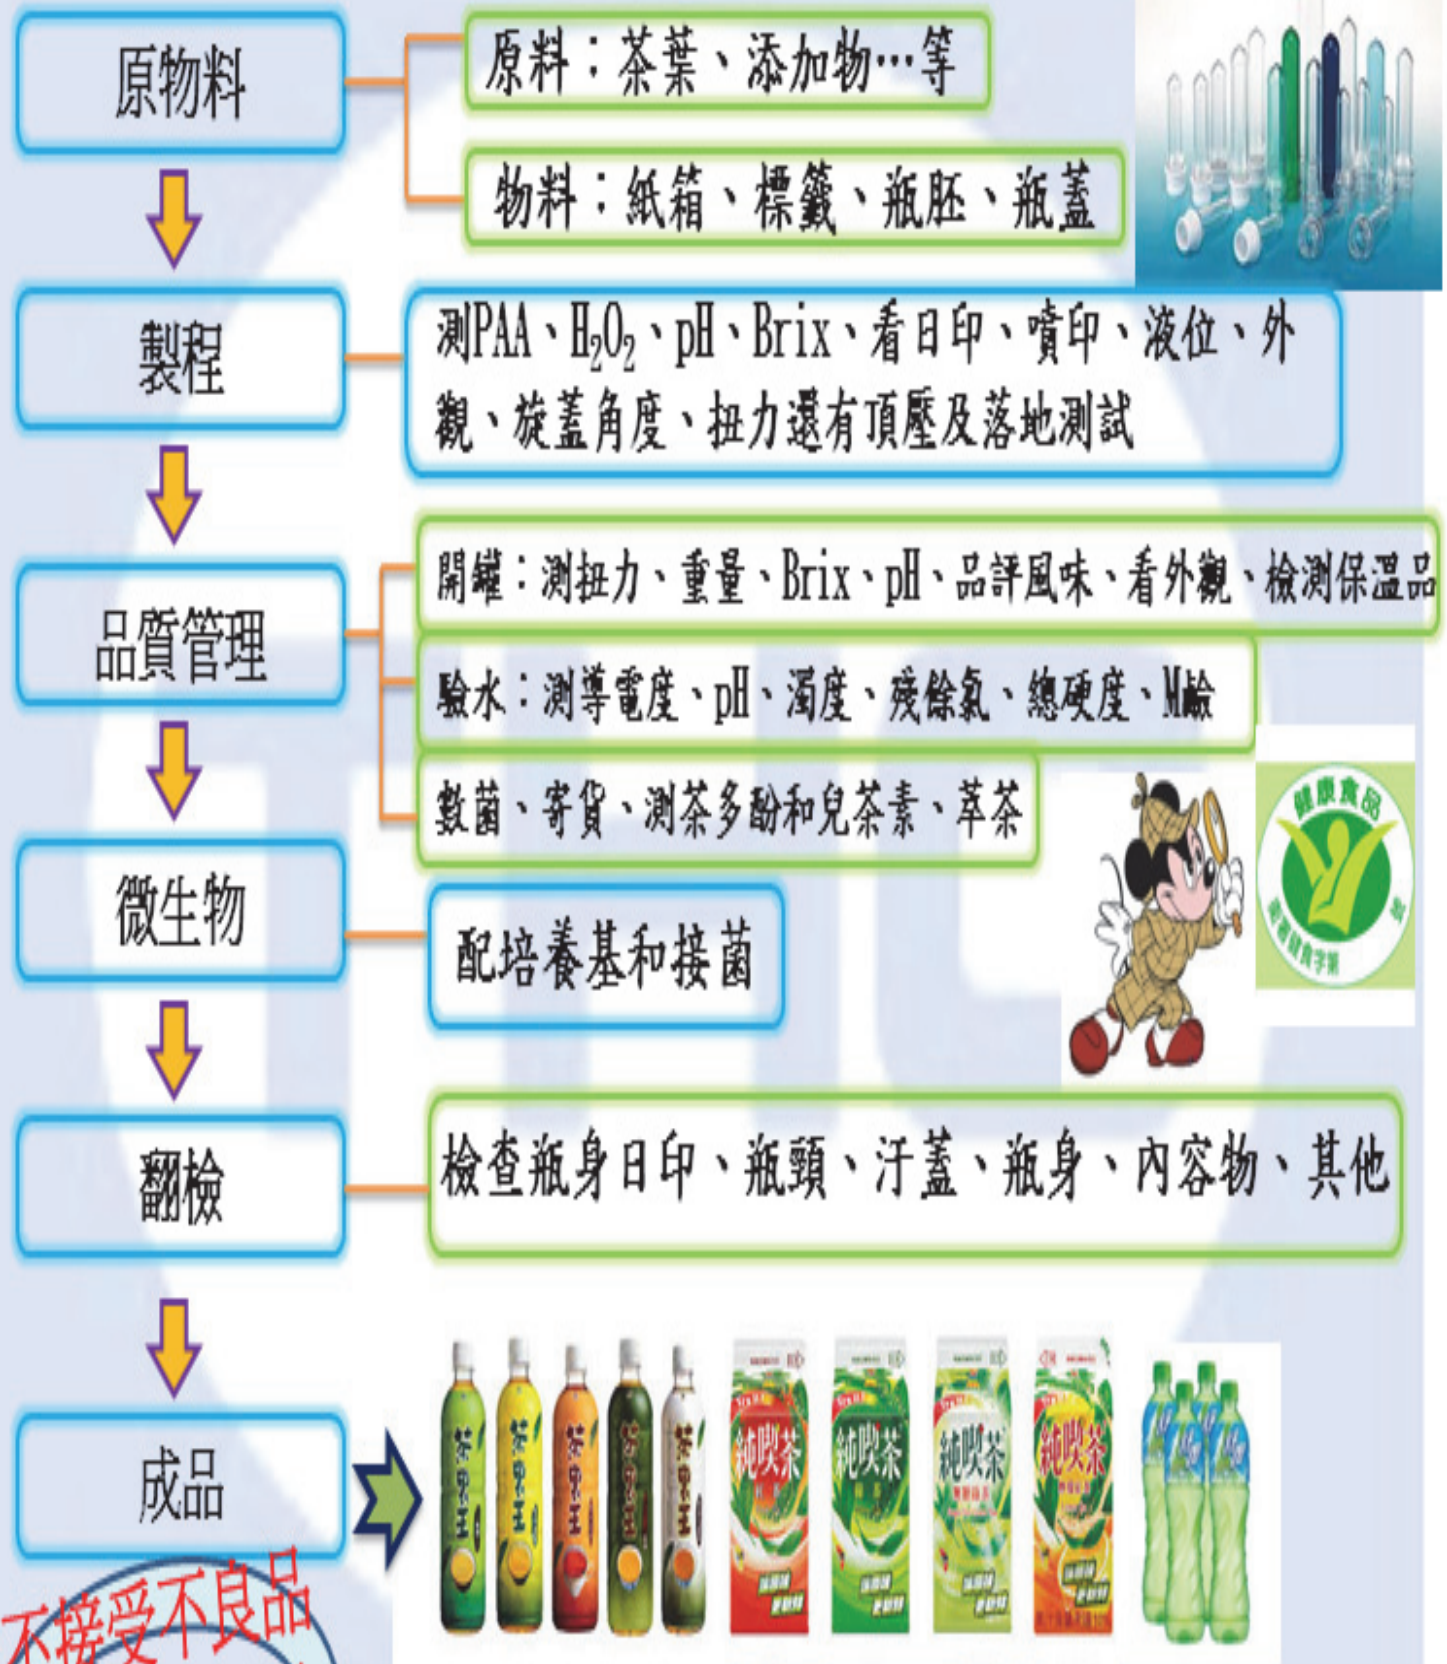 原物料
原料：茶葉、添加物…等
物料：紙箱、標籤、瓶胚、瓶蓋
製程
測PAA、H₂O₂、pH、Brix、看日印、噴印、液位、外
觀、旋蓋角度、扭力還有頂壓及落地測試
品質管理
開罐：測扭力、重量、Brix、pH、品評風味、看外觀、檢測保溫品
驗水：測導電度、pH、濁度、殘餘氯、總硬度、M鹼
數菌、寄貨、測茶多酚和兒茶素、萃茶
健康食品
微生物
配培養基和接菌
翻檢
檢查瓶身日印、瓶頸、汙蓋、瓶身、內容物、其他
成品
茶裏王
茶裏王
茶裏王
茶裏王
茶裏王
純喫茶
純喫茶
純喫茶
純喫茶
不接受不良品